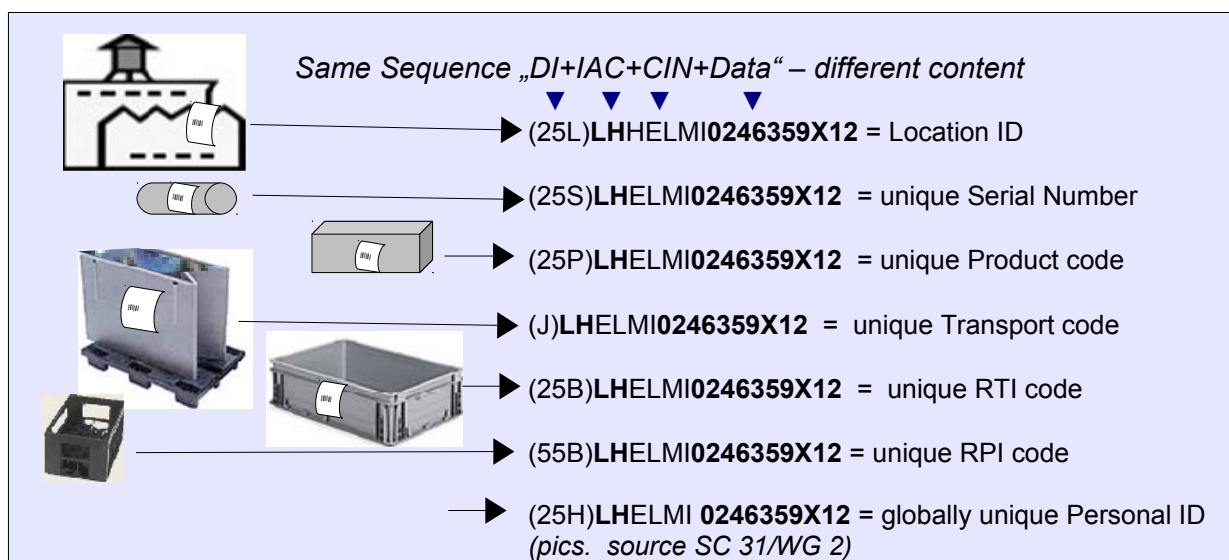 Same Sequence „DI+IAC+CIN+Data“ – different content
(25L)LHHELMI0246359X12 = Location ID
(25S)LHELMI0246359X12 = unique Serial Number
(25P)LHELMI0246359X12 = unique Product code
(J)LHELMI0246359X12 = unique Transport code
(25B)LHELMI0246359X12 = unique RTI code
(55B)LHELMI0246359X12 = unique RPI code
(25H)LHELMI 0246359X12 = globally unique Personal ID
(pics. source SC 31/WG 2)